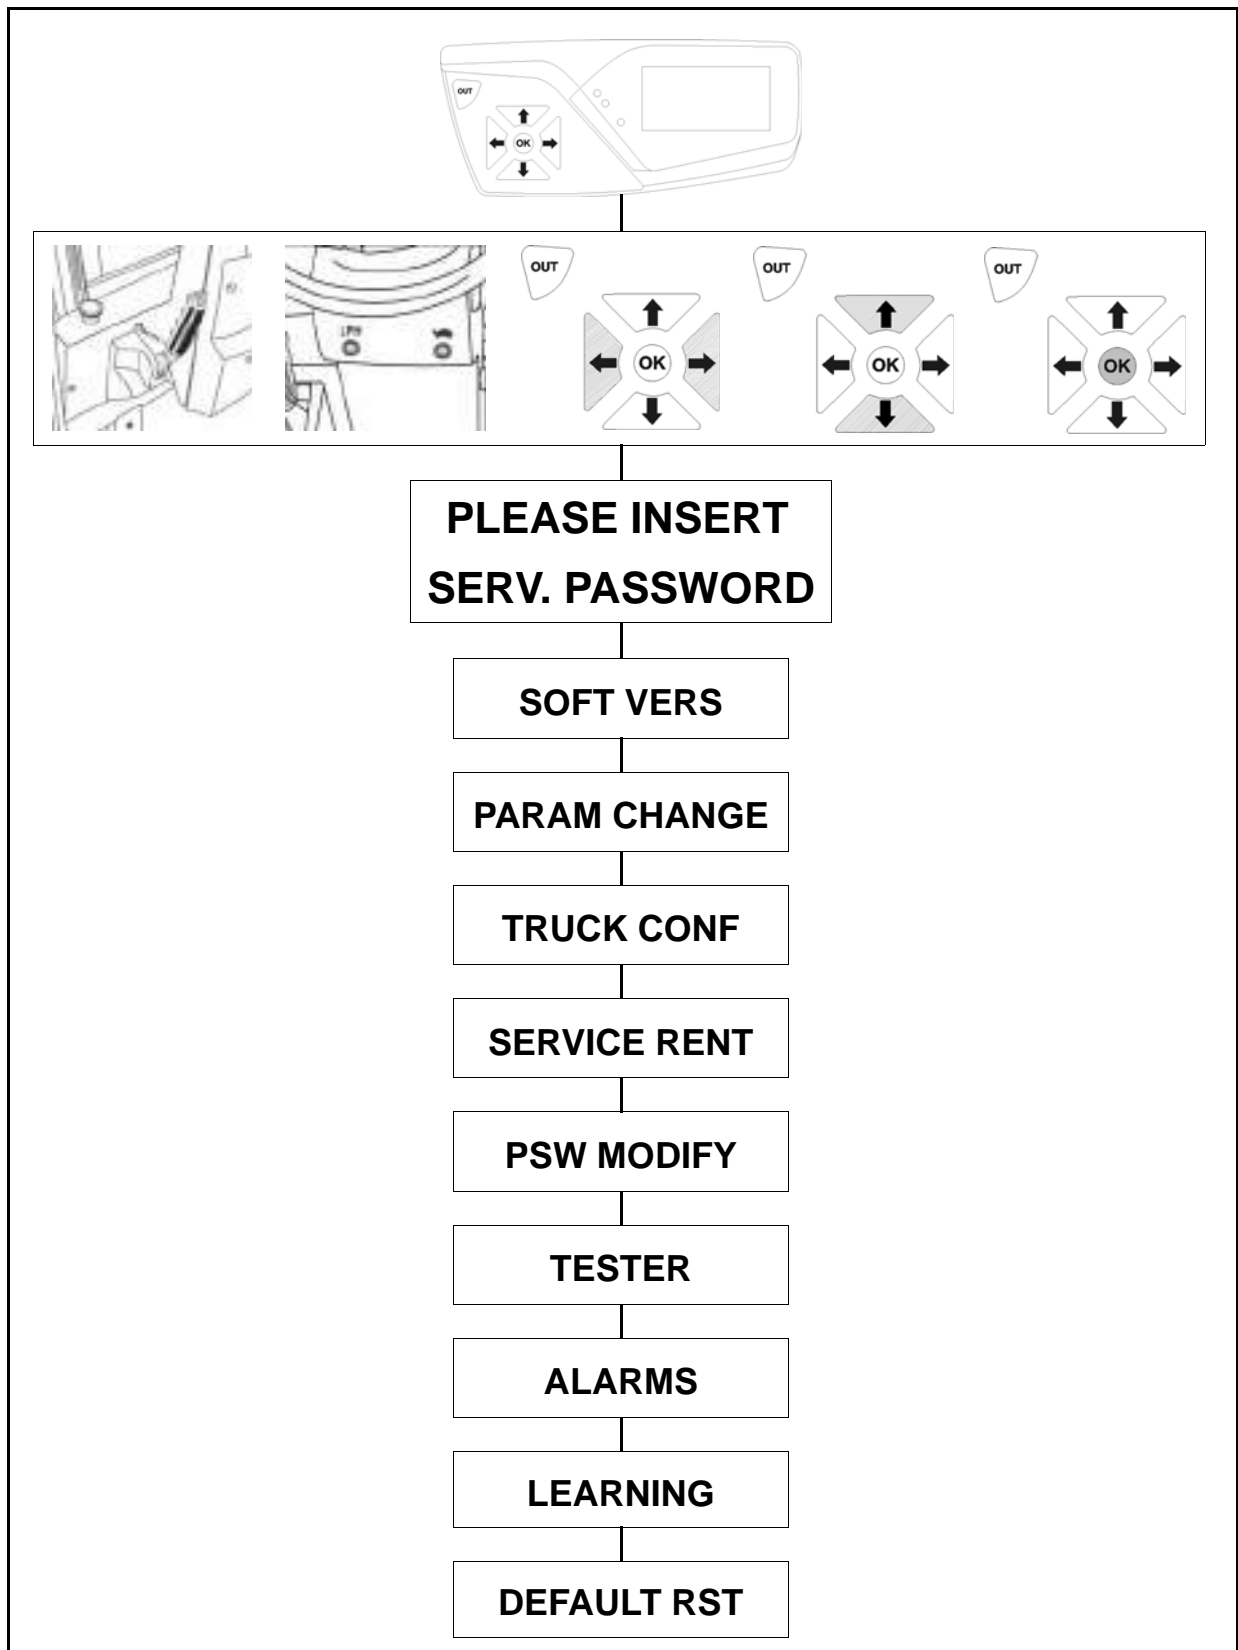 OUT
OK
OUT
OK
OUT
OK
OUT
OK
PLEASE INSERT
SERV. PASSWORD
SOFT VERS
PARAM CHANGE
TRUCK CONF
SERVICE RENT
PSW MODIFY
TESTER
ALARMS
LEARNING
DEFAULT RST